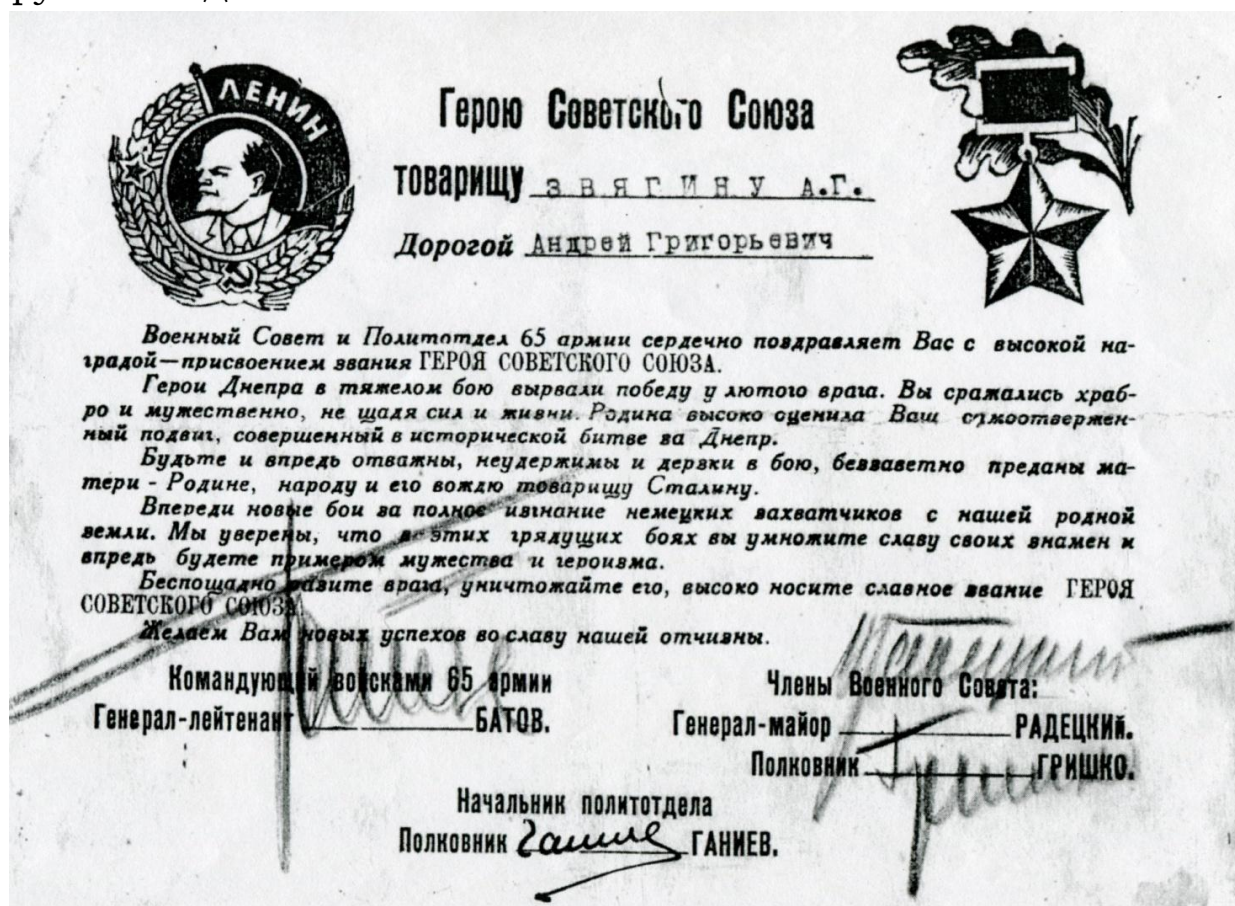 ЛЕНИН
Герою Советского Союза
товарищу ЗВЯГИНУ А.Г.
Дорогой Андрей Григорьевич
Военный Совет и Политотдел 65 армии сердечно поздравляет Вас с высокой на-
градой—присвоением звания ГЕРОЯ СОВЕТСКОГО СОЮЗА.
Герои Днепра в тяжелом бою вырвали победу у лютого врага. Вы сражались храб-
ро и мужественно, не щадя сил и жизни. Родина высоко оценила Ваш самоотвержен-
ный подвиг, совершенный в исторической битве за Днепр.
Будьте и впредь отважны, неудержимы и дерзки в бою, беззаветно преданы ма-
тери - Родине, народу и его вождю товарищу Сталину.
Впереди новые бои за полное изгнание немецких захватчиков с нашей родной
земли. Мы уверены, что в этих грядущих боях вы умножите славу своих знамен и
впредь будете примером мужества и героизма.
Беспощадно разите врага, уничтожайте его, высоко носите славное звание ГЕРОЯ
СОВЕТСКОГО СОЮЗА.
Желаем Вам новых успехов во славу нашей отчизны.
Командующий войсками 65 армии
Генерал-лейтенант БАТОВ.
Члены Военного Совета:
Генерал-майор РАДЕЦКИЙ.
Полковник ГРИШКО.
Начальник политотдела
Полковник ГАНИЕВ.